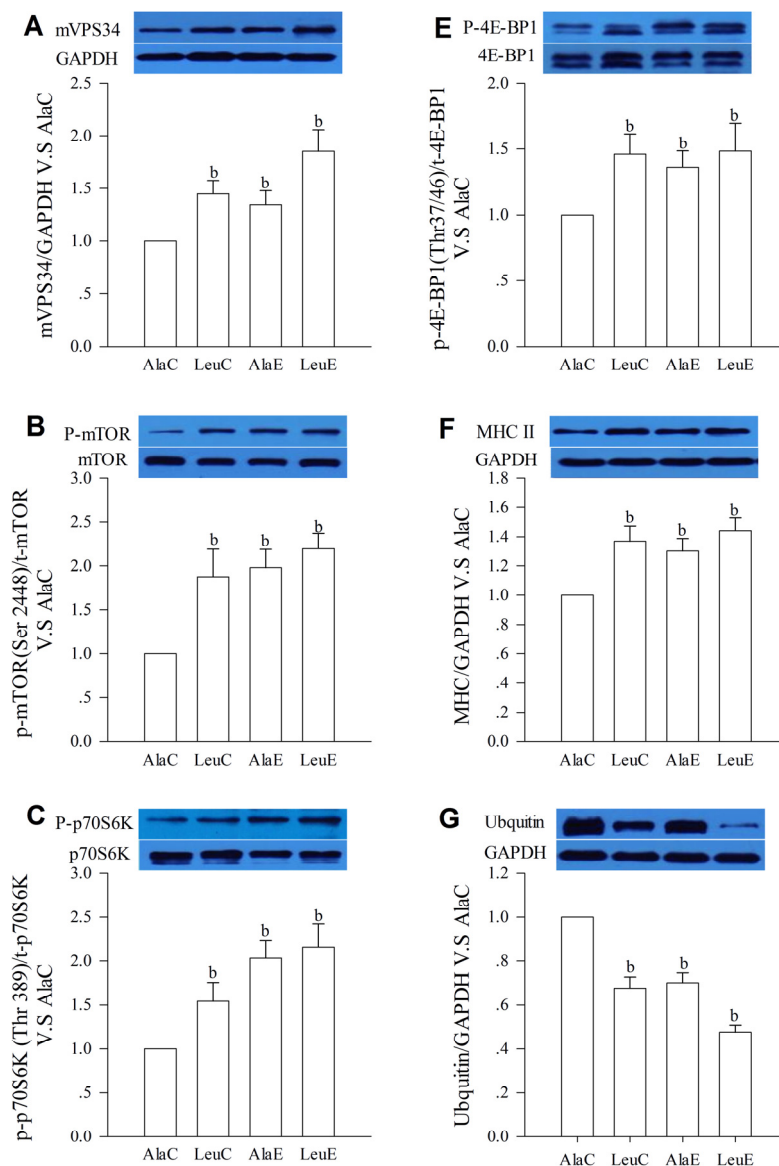 A
mVPS34
GAPDH
mVPS34/GAPDH V.S AlaC
2.5
2.0
1.5
1.0
.5
0.0
b
b
b
AlaC LeuC AlaE LeuE
B
P-mTOR
mTOR
p-mTOR(Ser 2448)/t-mTOR
V.S AlaC
3.0
2.5
2.0
1.5
1.0
.5
0.0
b
b
b
AlaC LeuC AlaE LeuE
C
P-p70S6K
p70S6K
p-p70S6K (Thr 389)/t-p70S6K
V.S AlaC
3.0
2.5
2.0
1.5
1.0
.5
0.0
b
b
b
AlaC LeuC AlaE LeuE
E
P-4E-BP1
4E-BP1
p-4E-BP1(Thr37/46)/t-4E-BP1
V.S AlaC
2.0
1.5
1.0
.5
0.0
b
b
b
AlaC LeuC AlaE LeuE
F
MHC II
GAPDH
MHC/GAPDH V.S AlaC
1.8
1.6
1.4
1.2
1.0
.8
.6
.4
.2
0.0
b
b
b
AlaC LeuC AlaE LeuE
G
Ubquitin
GAPDH
Ubquitin/GAPDH V.S AlaC
1.2
1.0
.8
.6
.4
.2
0.0
b
b
b
AlaC LeuC AlaE LeuE